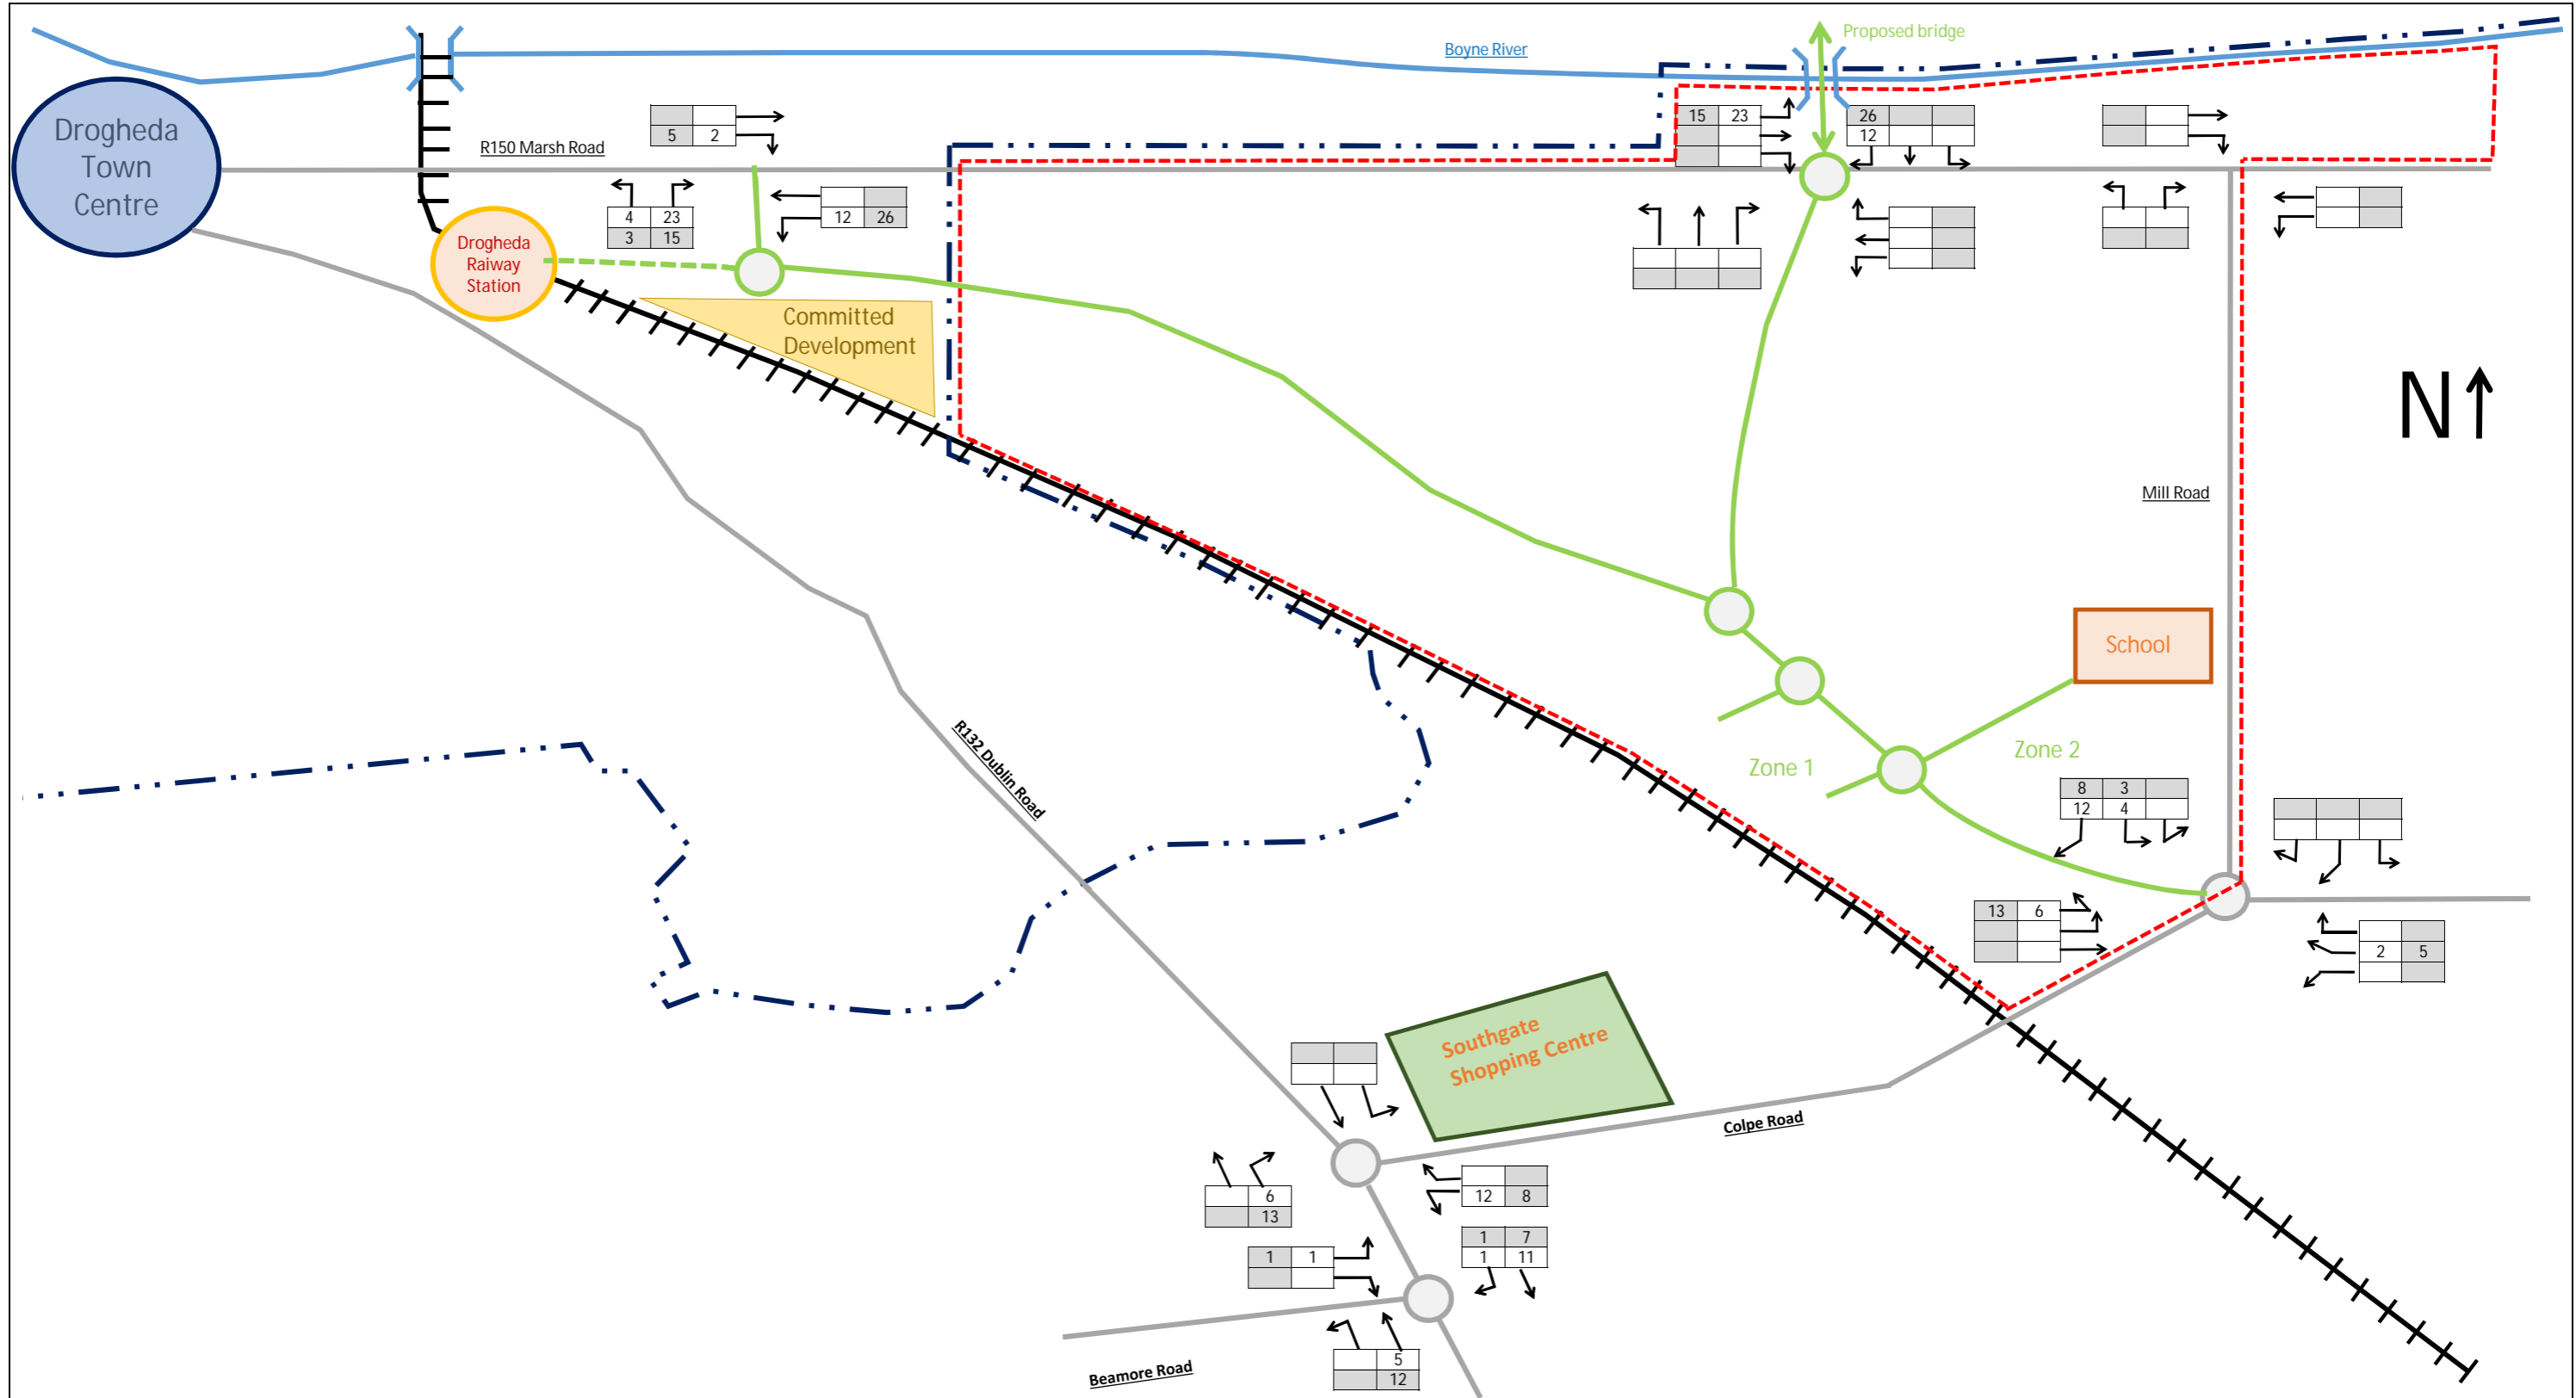 Proposed bridge
Boyne River
Drogheda
Town
Centre
R150 Marsh Road
5 2
15 23
26
12
4 23
3 15
12 26
Drogheda
Raiway
Station
Committed
Development
N
Mill Road
School
R132 Dublin Road
Zone 1
Zone 2
8 3
12 4
13 6
2 5
Southgate
Shopping Centre
Colpe Road
6
13
12 8
1 7
1 11
1 1
5
12
Beamore Road